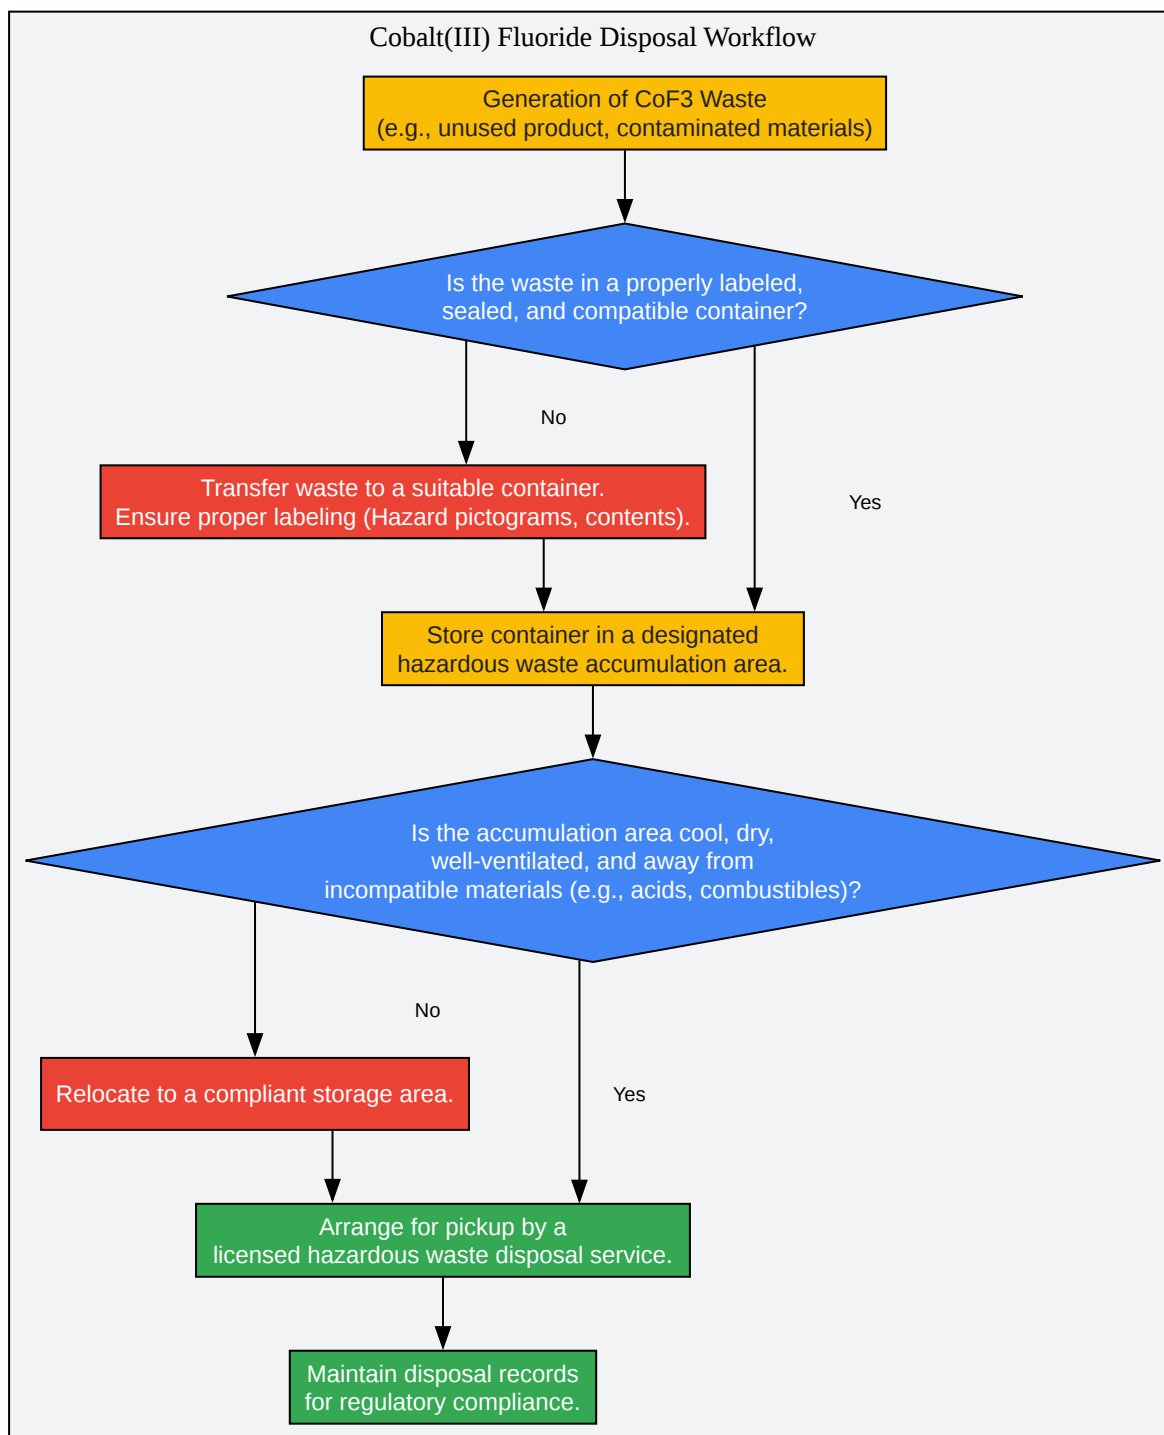 Cobalt(III) Fluoride Disposal Workflow
Generation of CoF3 Waste
(e.g., unused product, contaminated materials)
Is the waste in a properly labeled,
sealed, and compatible container?
No
Transfer waste to a suitable container.
Ensure proper labeling (Hazard pictograms, contents).
Yes
Store container in a designated
hazardous waste accumulation area.
Is the accumulation area cool, dry,
well-ventilated, and away from
incompatible materials (e.g., acids, combustibles)?
No
Relocate to a compliant storage area.
Yes
Arrange for pickup by a
licensed hazardous waste disposal service.
Maintain disposal records
for regulatory compliance.